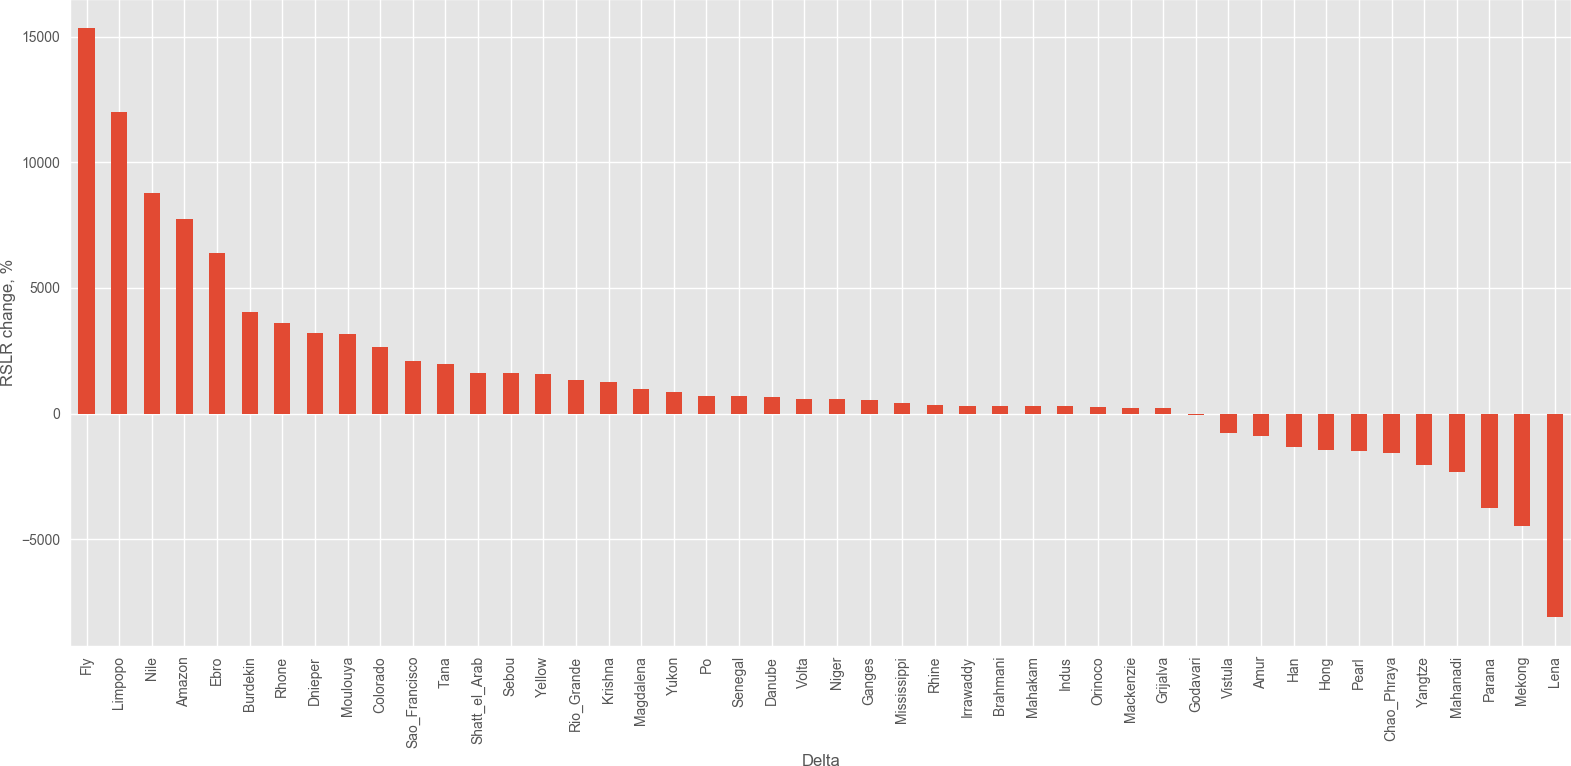 RSLR change, %
15000
10000
5000
0
−5000
Fly
Limpopo
Nile
Amazon
Ebro
Burdekin
Rhone
Dnieper
Moulouya
Colorado
Sao_Francisco
Tana
Shatt_el_Arab
Sebou
Yellow
Rio_Grande
Krishna
Magdalena
Yukon
Po
Senegal
Danube
Volta
Niger
Ganges
Mississippi
Rhine
Irrawaddy
Brahmani
Mahakam
Indus
Orinoco
Mackenzie
Grijalva
Godavari
Vistula
Amur
Han
Hong
Pearl
Chao_Phraya
Yangtze
Mahanadi
Parana
Mekong
Lena
Delta